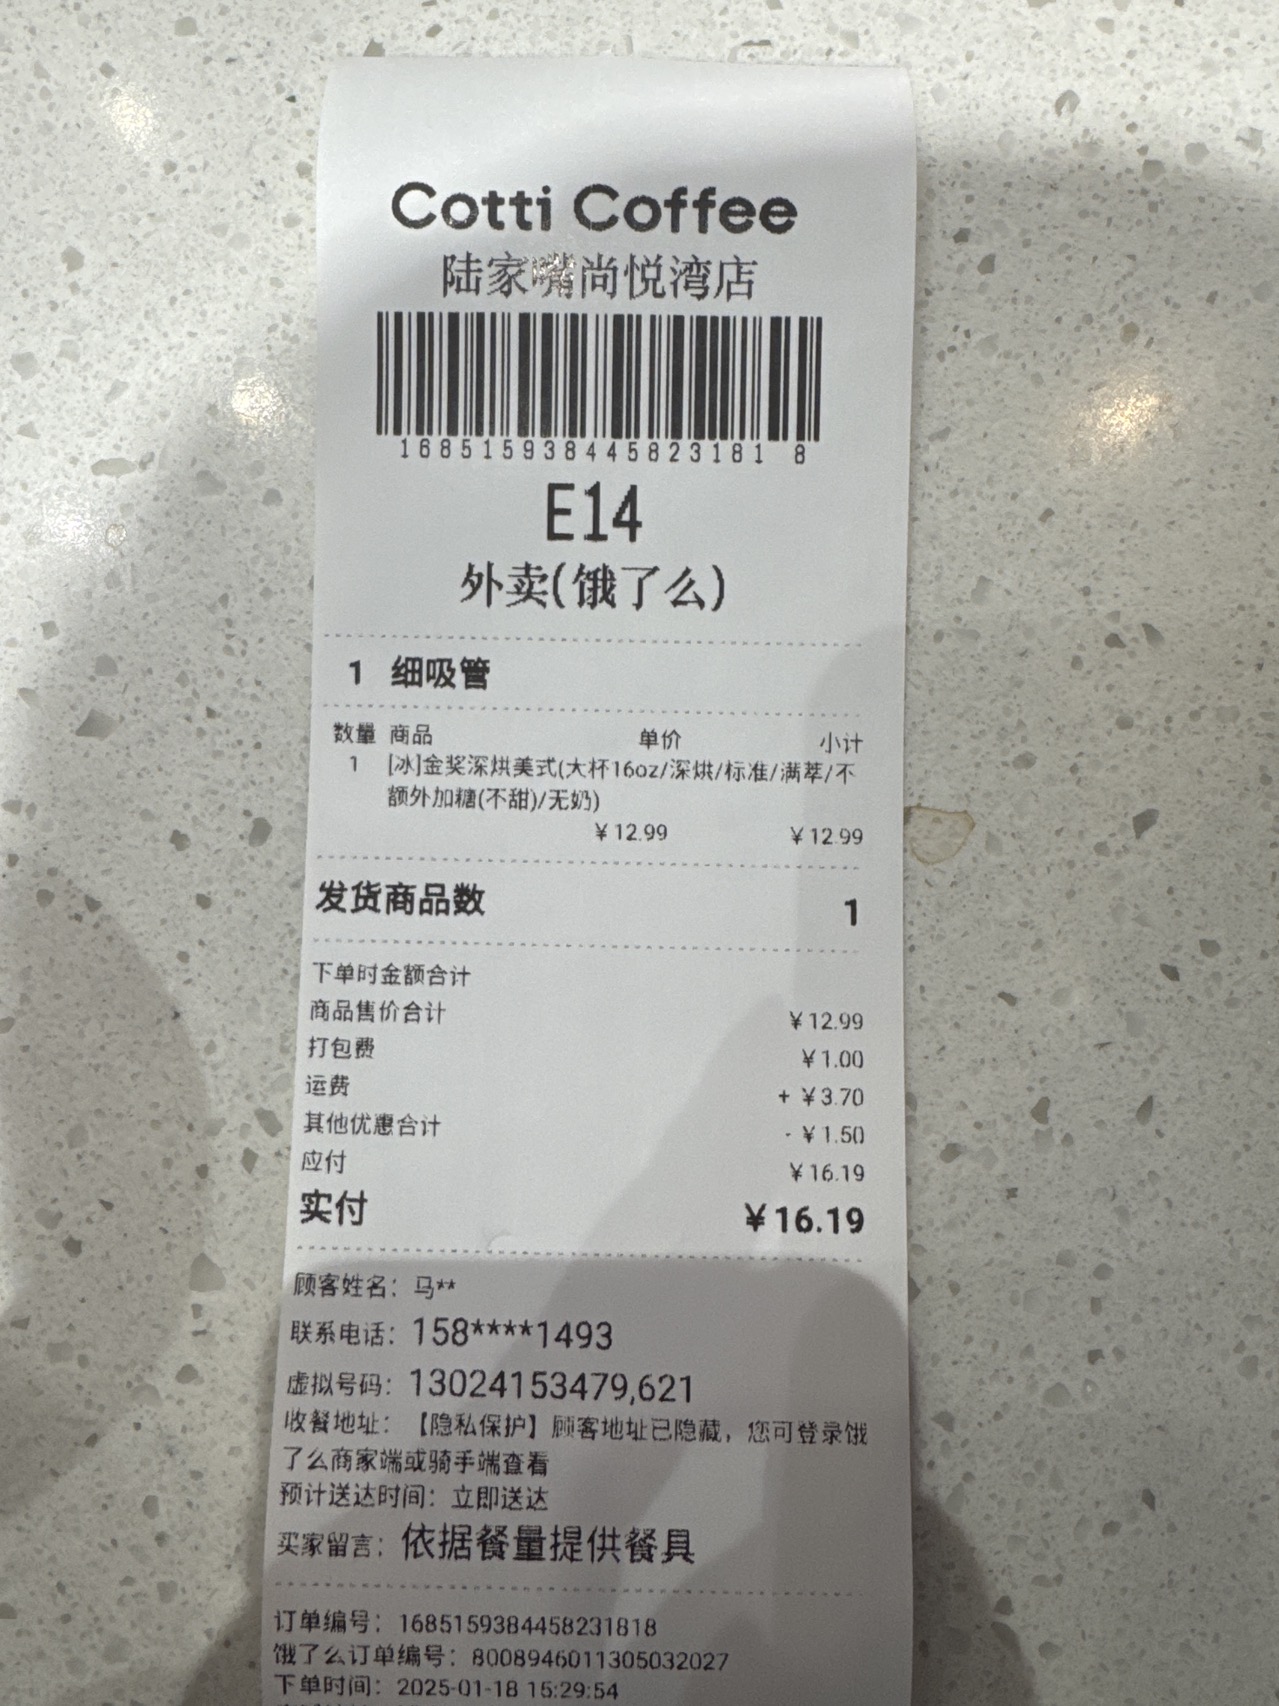 Cotti Coffee
陆家嘴尚悦湾店
168515938445823181 8
E14
外卖(饿了么)
1 细吸管
数量 商品 单价 小计
1 [冰]金奖深烘美式(大杯16oz/深烘/标准/满萃/不
额外加糖(不甜)/无奶)
¥12.99 ¥12.99
发货商品数 1
下单时金额合计
商品售价合计 ¥12.99
打包费 ¥1.00
运费 + ¥3.70
其他优惠合计 - ¥1.50
应付 ¥16.19
实付 ¥16.19
顾客姓名：马**
联系电话：158****1493
虚拟号码：13024153479,621
收餐地址：【隐私保护】顾客地址已隐藏，您可登录饿
了么商家端或骑手端查看
预计送达时间：立即送达
买家留言：依据餐量提供餐具
订单编号：1685159384458231818
饿了么订单编号：8008946011305032027
下单时间：2025-01-18 15:29:54